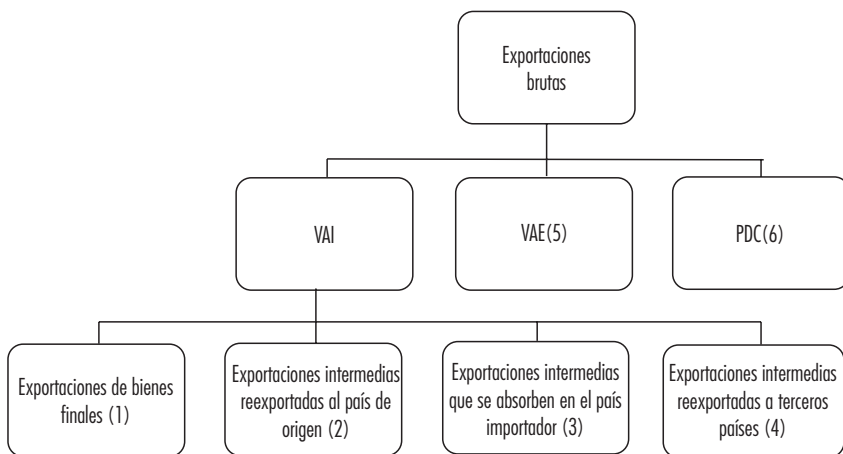 Exportaciones
brutas
VAI
VAE(5)
PDC(6)
Exportaciones de bienes
finales (1)
Exportaciones intermedias
reexportadas al país de
origen (2)
Exportaciones intermedias
que se absorben en el país
importador (3)
Exportaciones intermedias
reexportadas a terceros
países (4)